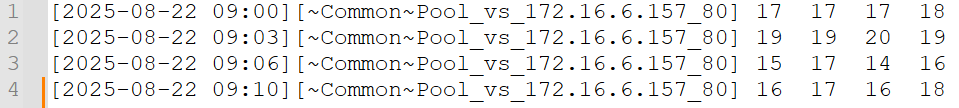 1 [2025-08-22 09:00][~Common~Pool_vs_172.16.6.157_80] 17 17 17 18
2 [2025-08-22 09:03][~Common~Pool_vs_172.16.6.157_80] 19 19 20 19
3 [2025-08-22 09:06][~Common~Pool_vs_172.16.6.157_80] 15 17 14 16
4 [2025-08-22 09:10][~Common~Pool_vs_172.16.6.157_80] 16 17 16 18